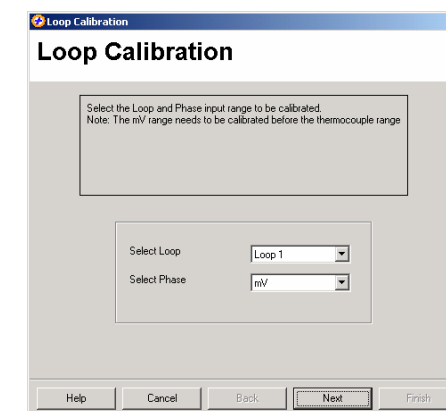 Loop Calibration
Loop Calibration
Select the Loop and Phase input range to be calibrated.
Note: The mV range needs to be calibrated before the thermocouple range
Select Loop
Loop 1
Select Phase
mV
Help
Cancel
Back
Next
Finish